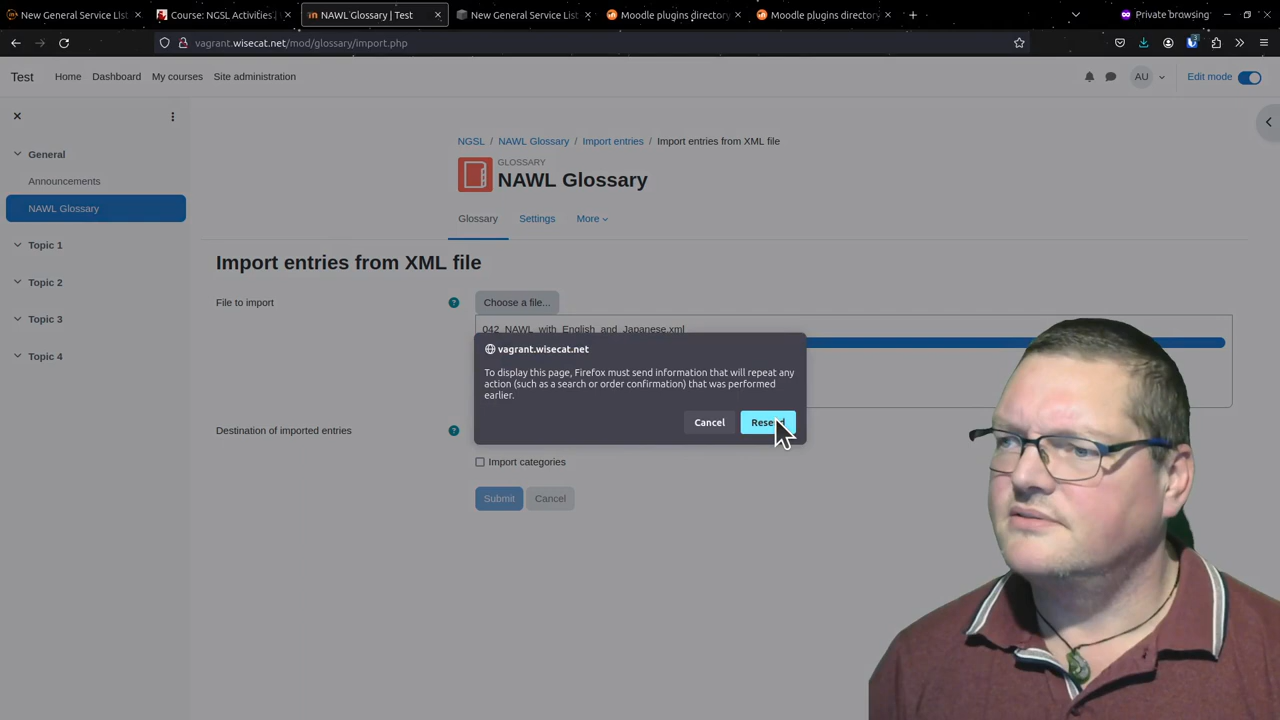 New General Service List
Course: NGSL Activities
NAWL Glossary | Test
New General Service List
Moodle plugins directory
Moodle plugins directory
Private browsing
vagrant.wisecat.net/mod/glossary/import.php
3
Test
Home
Dashboard
My courses
Site administration
AU
Edit mode
General
Announcements
NAWL Glossary
Topic 1
Topic 2
Topic 3
Topic 4
NGSL / NAWL Glossary / Import entries / Import entries from XML file
GLOSSARY
NAWL Glossary
Glossary
Settings
More
Import entries from XML file
File to import
?
Choose a file...
042_NAWL_with_English_and_Japanese.xml
vagrant.wisecat.net
To display this page, Firefox must send information that will repeat any
action (such as a search or order confirmation) that was performed
earlier.
Cancel
Destination of imported entries
?
Import categories
Submit
Cancel